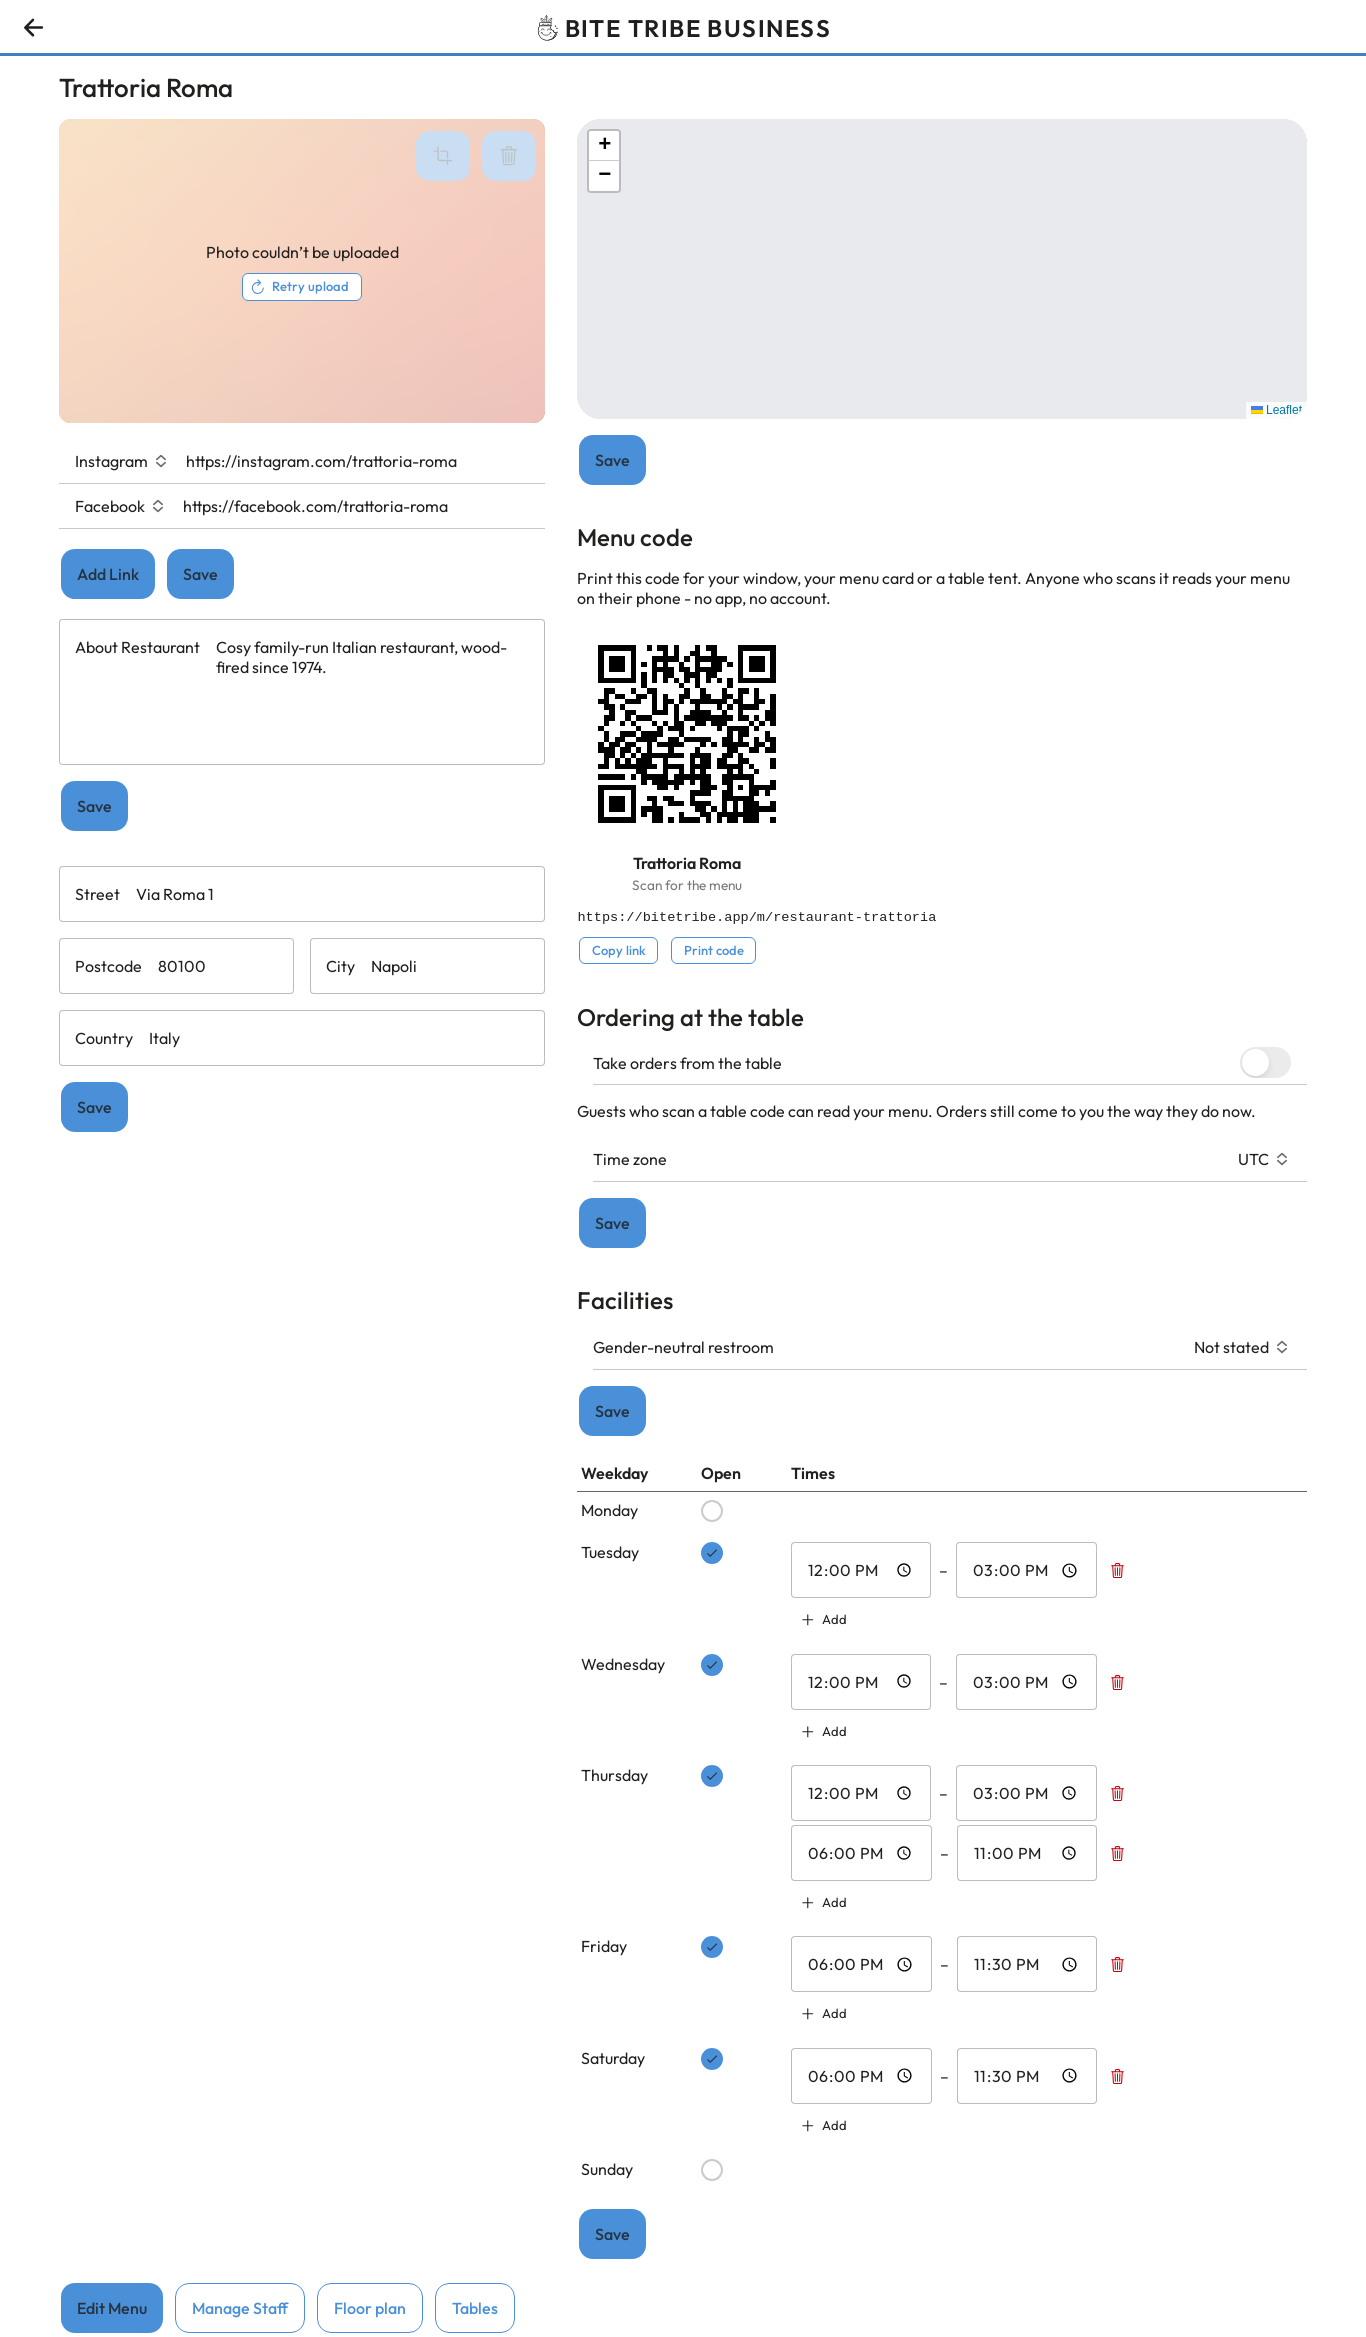 BITE TRIBE BUSINESS
Trattoria Roma
Photo couldn’t be uploaded
Retry upload
Instagram https://instagram.com/trattoria-roma
Facebook https://facebook.com/trattoria-roma
Add Link Save
About Restaurant Cosy family-run Italian restaurant, wood-
fired since 1974.
Save
Street Via Roma 1
Postcode 80100 City Napoli
Country Italy
Save
+
−
Leaflet
Save
Menu code
Print this code for your window, your menu card or a table tent. Anyone who scans it reads your menu
on their phone - no app, no account.
Trattoria Roma
Scan for the menu
https://bitetribe.app/m/restaurant-trattoria
Copy link Print code
Ordering at the table
Take orders from the table
Guests who scan a table code can read your menu. Orders still come to you the way they do now.
Time zone UTC
Save
Facilities
Gender-neutral restroom Not stated
Save
Weekday Open Times
Monday
Tuesday 12:00 PM – 03:00 PM
+ Add
Wednesday 12:00 PM – 03:00 PM
+ Add
Thursday 12:00 PM – 03:00 PM
06:00 PM – 11:00 PM
+ Add
Friday 06:00 PM – 11:30 PM
+ Add
Saturday 06:00 PM – 11:30 PM
+ Add
Sunday
Save
Edit Menu Manage Staff Floor plan Tables